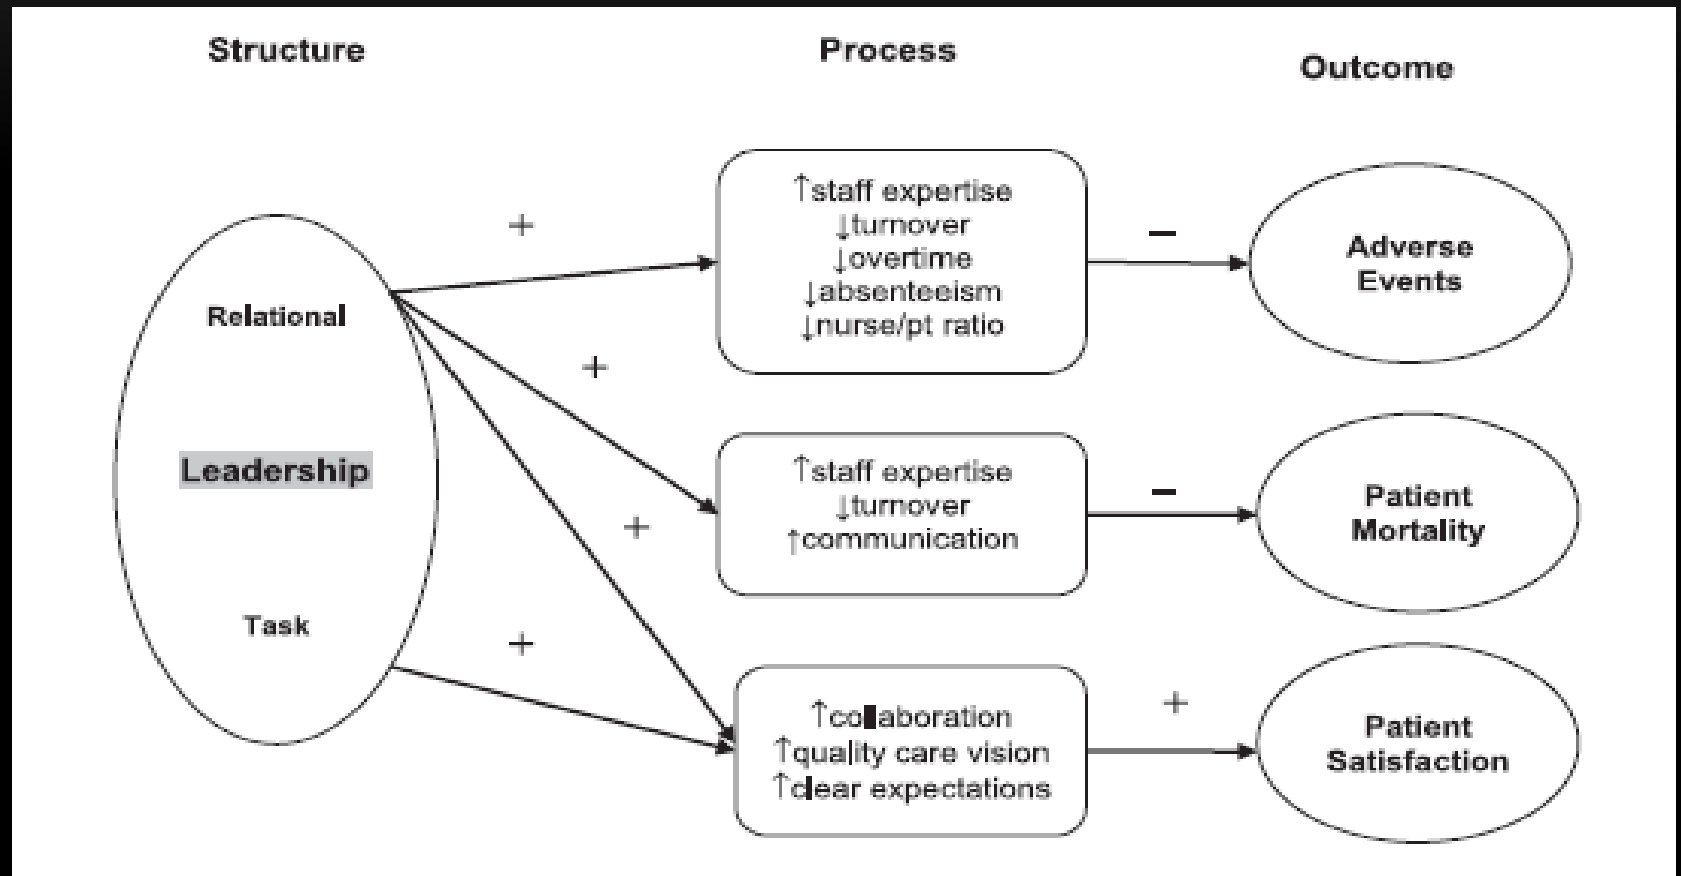 Structure
Process
Outcome
Relational
Leadership
Task
+
+
+
+
↑staff expertise
↓turnover
↓overtime
↓absenteeism
↓nurse/pt ratio
↑staff expertise
↓turnover
↑communication
↑collaboration
↑quality care vision
↑clear expectations
−
−
+
Adverse
Events
Patient
Mortality
Patient
Satisfaction